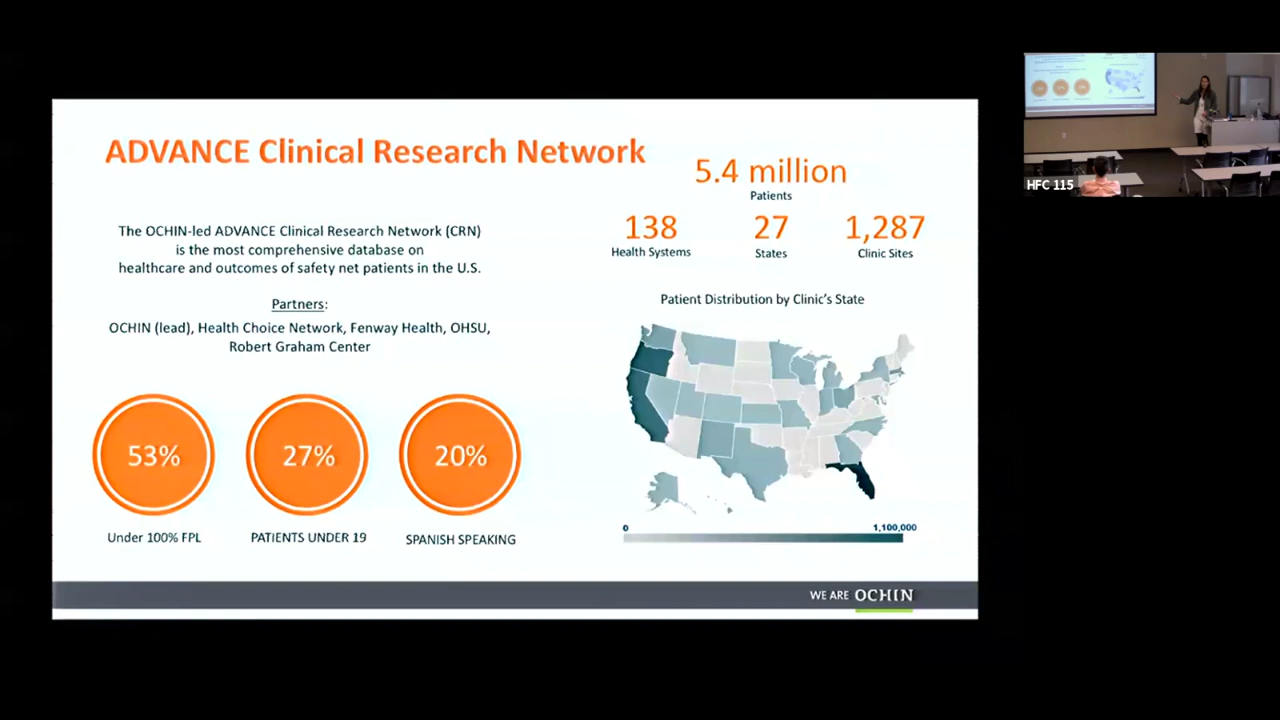 ADVANCE Clinical Research Network
The OCHIN-led ADVANCE Clinical Research Network (CRN)
is the most comprehensive database on
healthcare and outcomes of safety net patients in the U.S.
Partners:
OCHIN (lead), Health Choice Network, Fenway Health, OHSU,
Robert Graham Center
53%
27%
20%
Under 100% FPL
PATIENTS UNDER 19
SPANISH SPEAKING
5.4 million
Patients
138
27
1,287
Health Systems
States
Clinic Sites
Patient Distribution by Clinic's State
0
1,100,000
WE ARE OCHIN
HFC 115